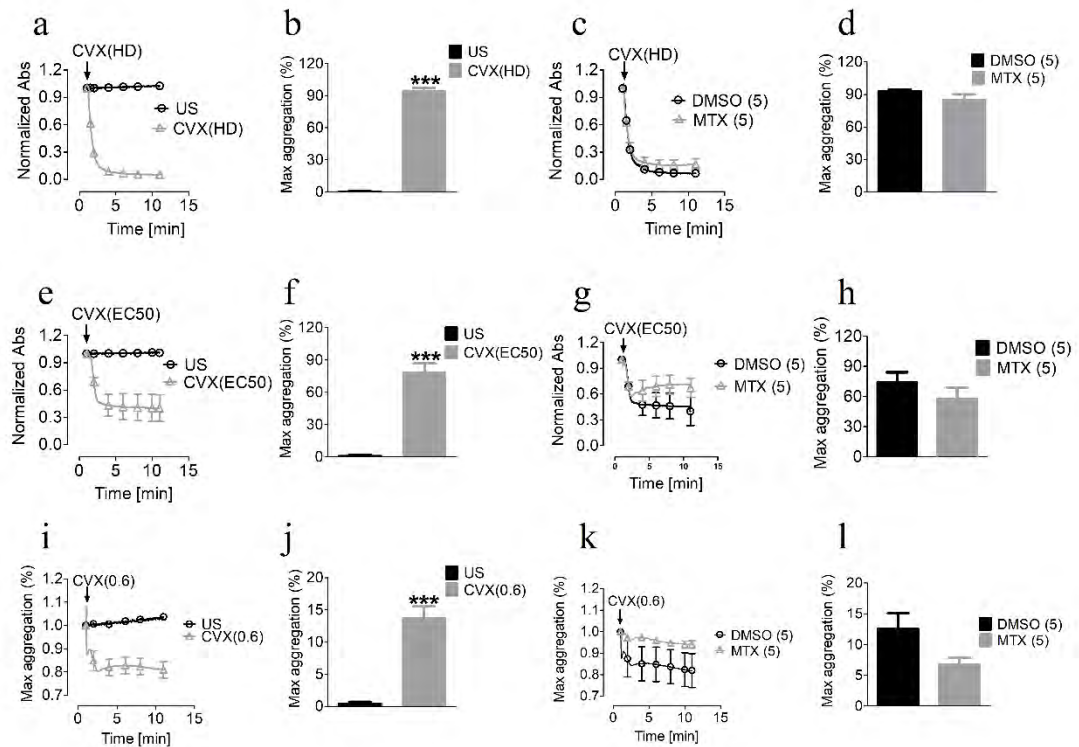 a
CVX(HD)
Normalized Abs
1.2
0.9
0.6
0.3
0.0
0 5 10 15
Time [min]
US
CVX(HD)
b
Max aggregation (%)
120
90
60
30
0
***
US
CVX(HD)
c
CVX(HD)
Normalized Abs
1.2
0.9
0.6
0.3
0.0
0 5 10 15
Time [min]
DMSO (5)
MTX (5)
d
Max aggregation (%)
120
90
60
30
0
DMSO (5)
MTX (5)
e
CVX(EC50)
Normalized Abs
1.2
0.9
0.6
0.3
0.0
0 5 10 15
Time [min]
US
CVX(EC50)
f
Max aggregation (%)
120
90
60
30
0
***
US
CVX(EC50)
g
CVX(EC50)
Normalized Abs
1.2
0.9
0.6
0.3
0.0
0 5 10 15
Time [min]
DMSO (5)
MTX (5)
h
Max aggregation (%)
120
90
60
30
0
DMSO (5)
MTX (5)
i
CVX(0.6)
Max aggregation (%)
1.2
1.1
1.0
0.9
0.8
0.7
0 5 10 15
Time [min]
US
CVX(0.6)
j
Max aggregation (%)
20
15
10
5
0
***
US
CVX(0.6)
k
CVX(0.6)
Max aggregation (%)
1.2
1.1
1.0
0.9
0.8
0.7
0 5 10 15
Time [min]
DMSO (5)
MTX (5)
l
Max aggregation (%)
20
15
10
5
0
DMSO (5)
MTX (5)